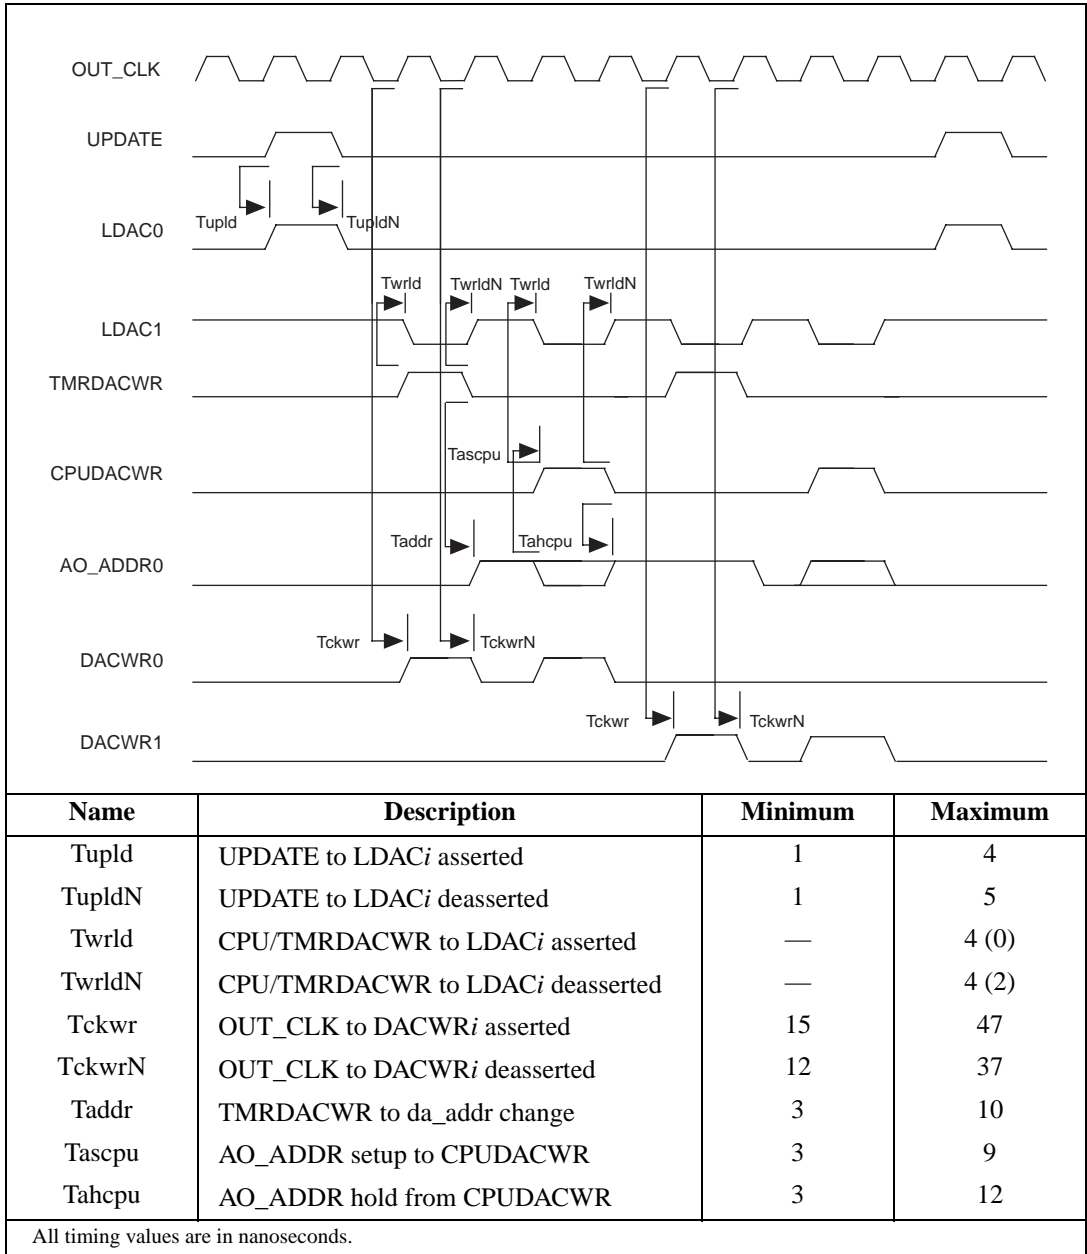 OUT_CLK
UPDATE
Tupld
TupldN
LDAC0
Twrld TwrldN Twrld TwrldN
LDAC1
TMRDACWR
Tascpu
CPUDACWR
Taddr Tahcpu
AO_ADDR0
Tckwr TckwrN
DACWR0
Tckwr TckwrN
DACWR1
Name Description Minimum Maximum
Tupld UPDATE to LDACi asserted 1 4
TupldN UPDATE to LDACi deasserted 1 5
Twrld CPU/TMRDACWR to LDACi asserted — 4 (0)
TwrldN CPU/TMRDACWR to LDACi deasserted — 4 (2)
Tckwr OUT_CLK to DACWRi asserted 15 47
TckwrN OUT_CLK to DACWRi deasserted 12 37
Taddr TMRDACWR to da_addr change 3 10
Tascpu AO_ADDR setup to CPUDACWR 3 9
Tahcpu AO_ADDR hold from CPUDACWR 3 12
All timing values are in nanoseconds.